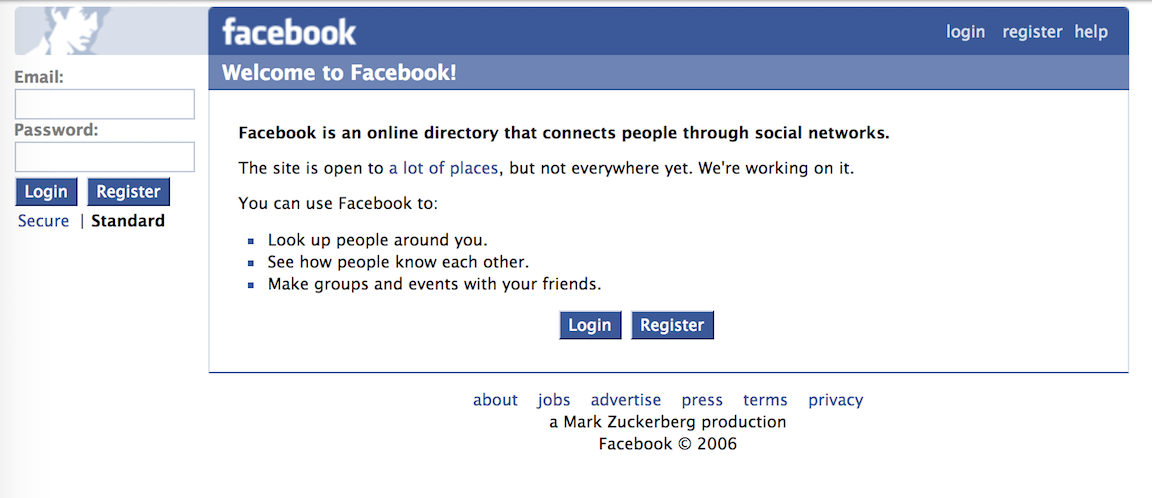 facebook
login register help
Welcome to Facebook!
Email:
Password:
Login Register
Secure | Standard
Facebook is an online directory that connects people through social networks.
The site is open to a lot of places, but not everywhere yet. We're working on it.
You can use Facebook to:
Look up people around you.
See how people know each other.
Make groups and events with your friends.
Login Register
about jobs advertise press terms privacy
a Mark Zuckerberg production
Facebook © 2006